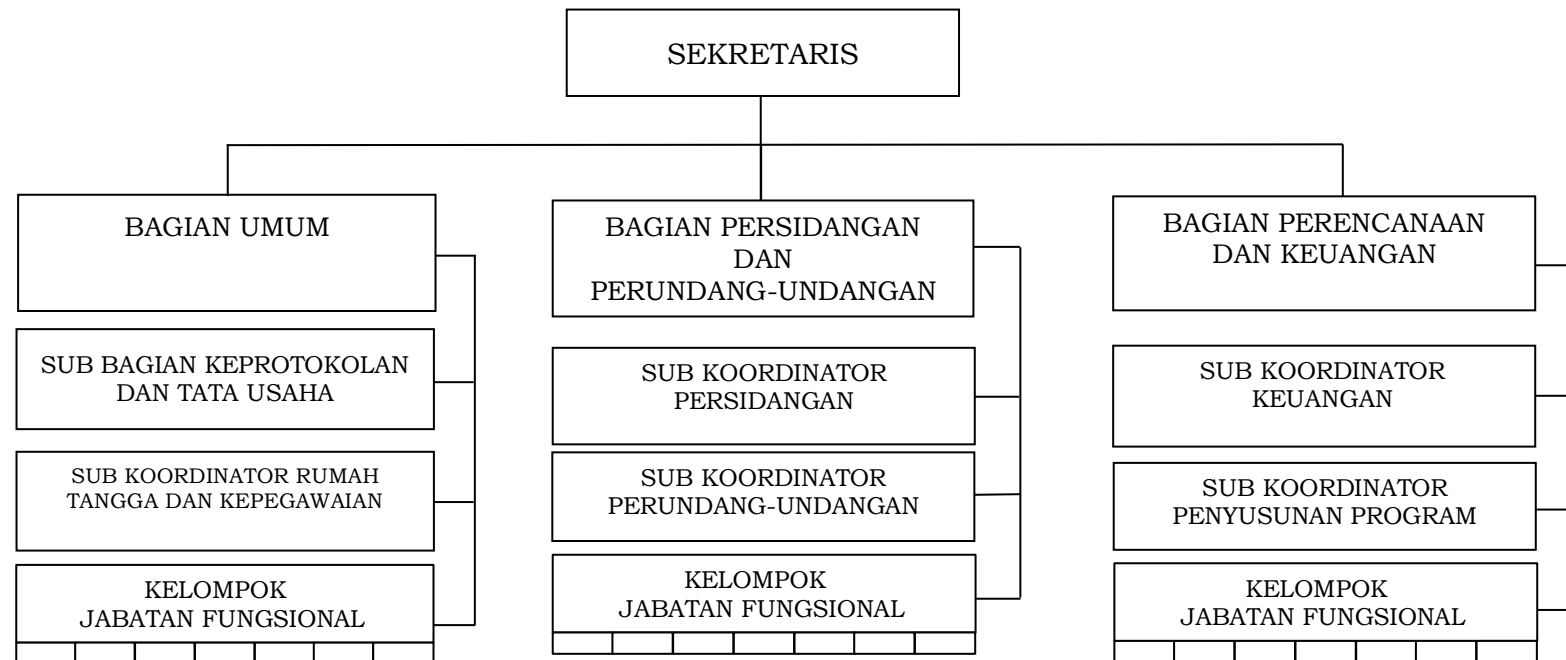 SEKRETARIS
BAGIAN UMUM
SUB BAGIAN KEPROTOKOLAN
DAN TATA USAHA
SUB KOORDINATOR RUMAH
TANGGA DAN KEPEGAWAIAN
KELOMPOK
JABATAN FUNGSIONAL
BAGIAN PERSIDANGAN
DAN
PERUNDANG-UNDANGAN
SUB KOORDINATOR
PERSIDANGAN
SUB KOORDINATOR
PERUNDANG-UNDANGAN
KELOMPOK
JABATAN FUNGSIONAL
BAGIAN PERENCANAAN
DAN KEUANGAN
SUB KOORDINATOR
KEUANGAN
SUB KOORDINATOR
PENYUSUNAN PROGRAM
KELOMPOK
JABATAN FUNGSIONAL